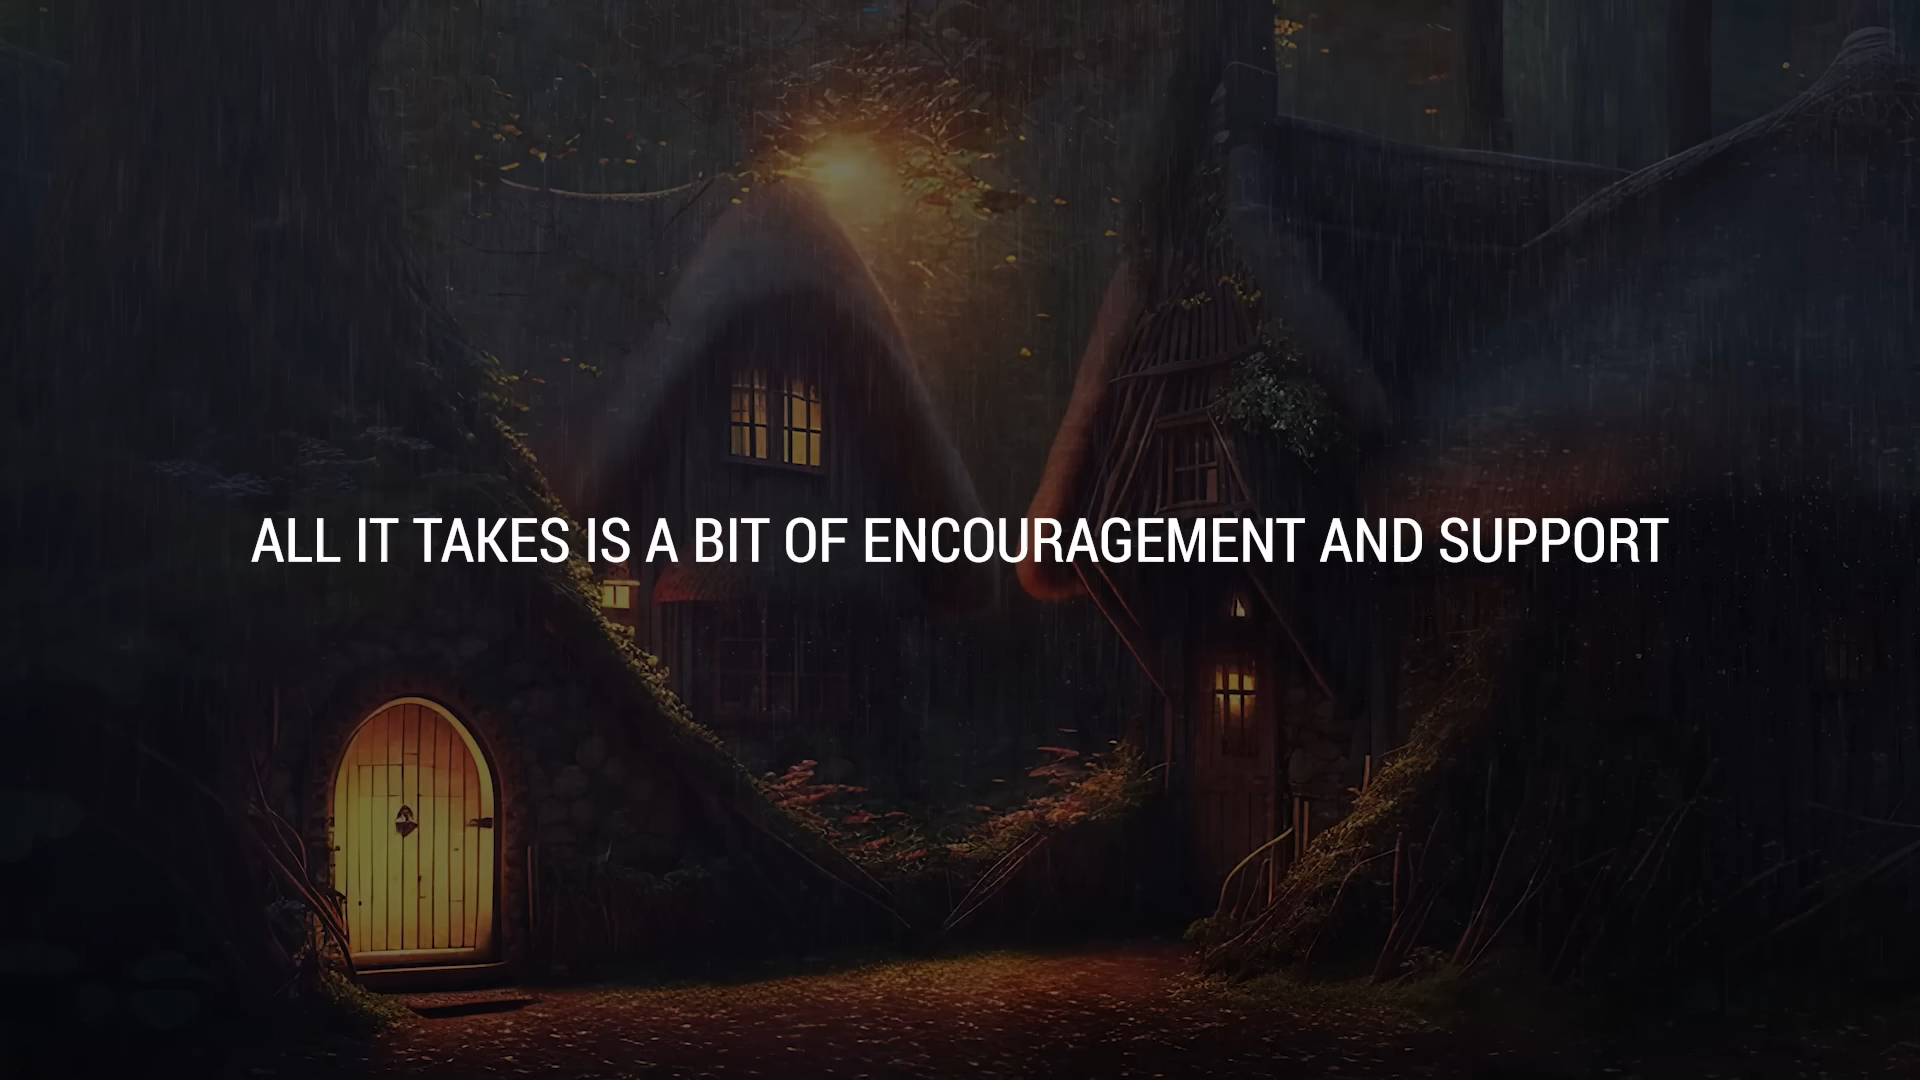 ALL IT TAKES IS A BIT OF ENCOURAGEMENT AND SUPPORT